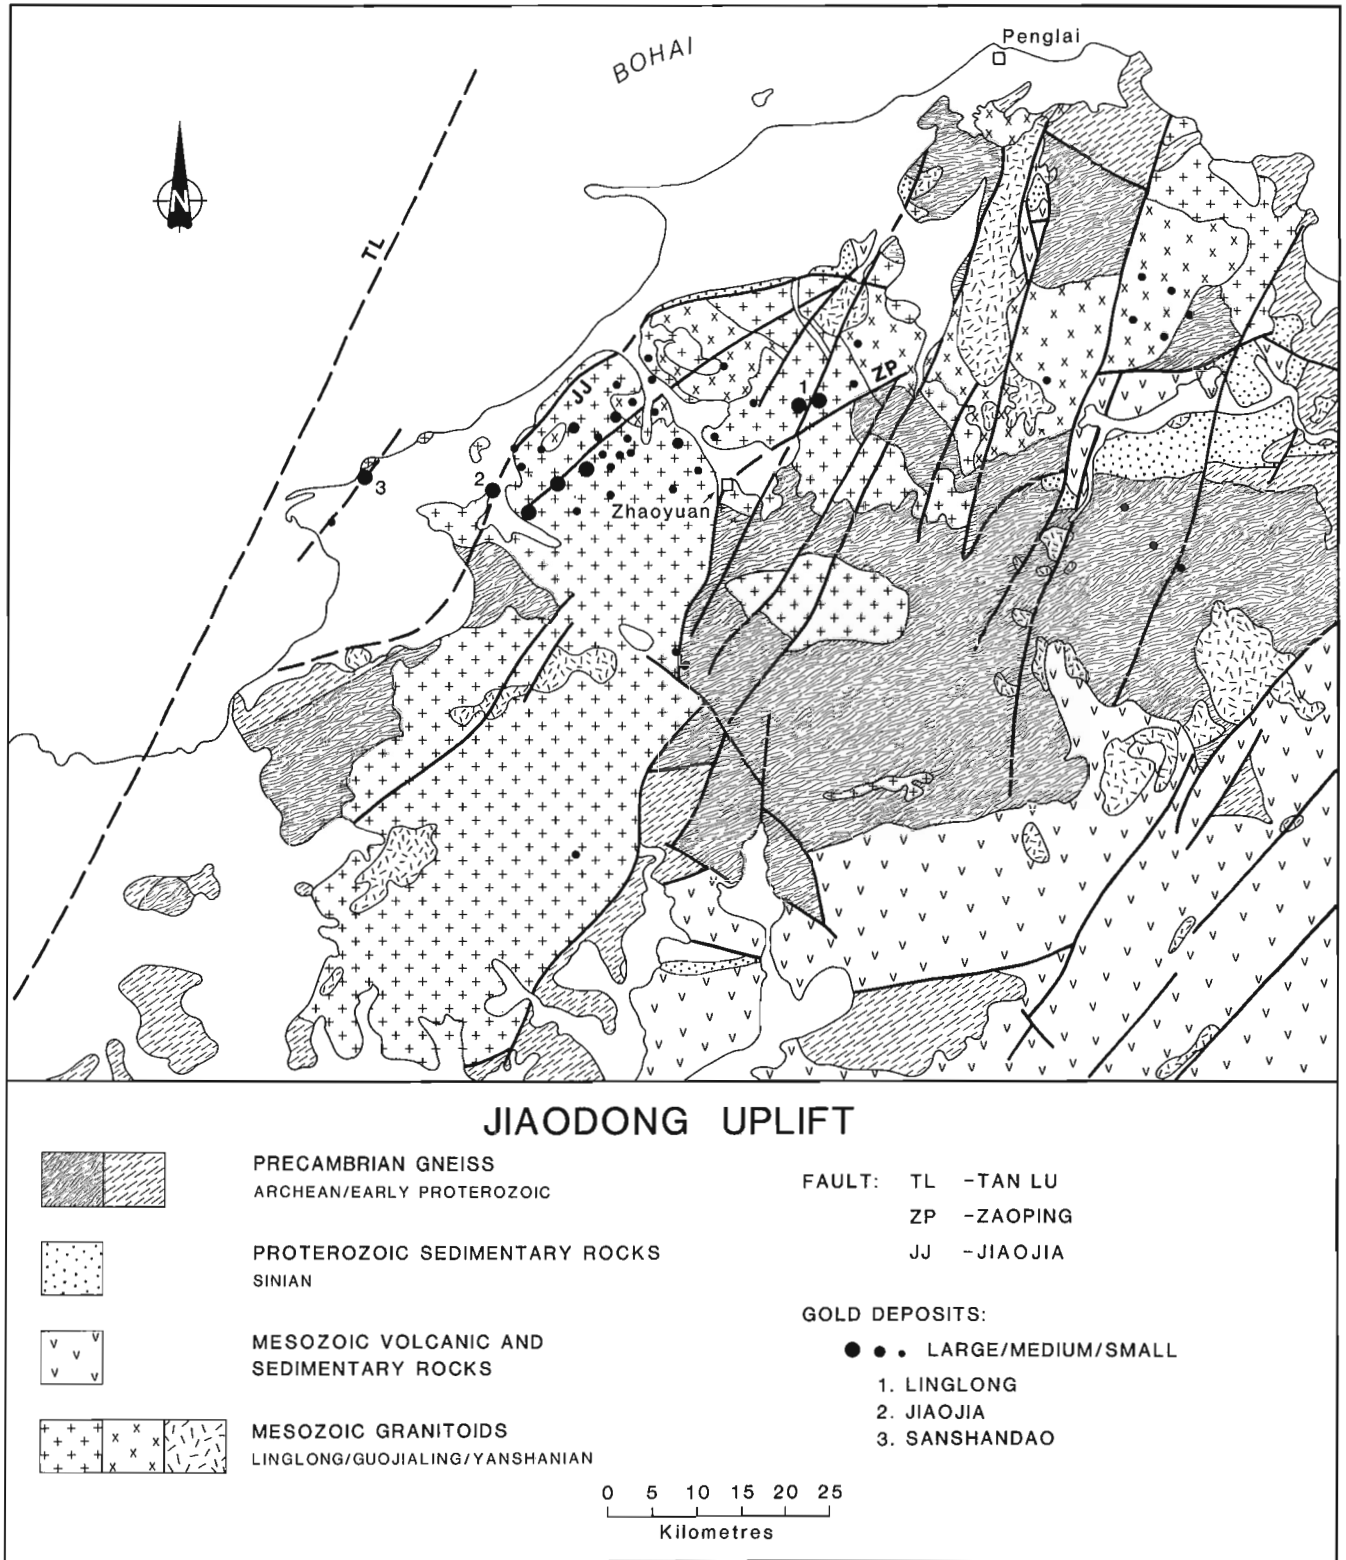 BOHAI
Penglai
N
TL
ZP
1
JJ
2
3
Zhaoyuan
JIAODONG UPLIFT
PRECAMBRIAN GNEISS
ARCHEAN/EARLY PROTEROZOIC
PROTEROZOIC SEDIMENTARY ROCKS
SINIAN
MESOZOIC VOLCANIC AND
SEDIMENTARY ROCKS
MESOZOIC GRANITOIDS
LINGLONG/GUOJIALING/YANSHANIAN
FAULT: TL -TAN LU
ZP -ZAOPING
JJ -JIAOJIA
GOLD DEPOSITS:
LARGE/MEDIUM/SMALL
1. LINGLONG
2. JIAOJIA
3. SANSHANDAO
0 5 10 15 20 25
Kilometres